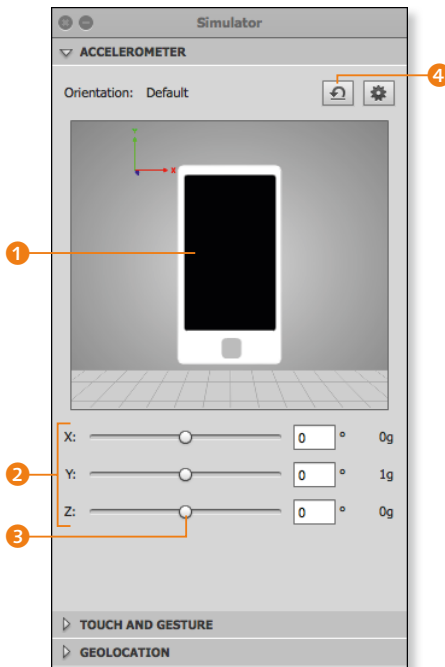 Simulator
ACCELEROMETER
4
Orientation: Default
Y
X
1
X: 0 ° 0g
2
Y: 0 ° 1g
Z: 0 ° 0g
3
TOUCH AND GESTURE
GEOLOCATION